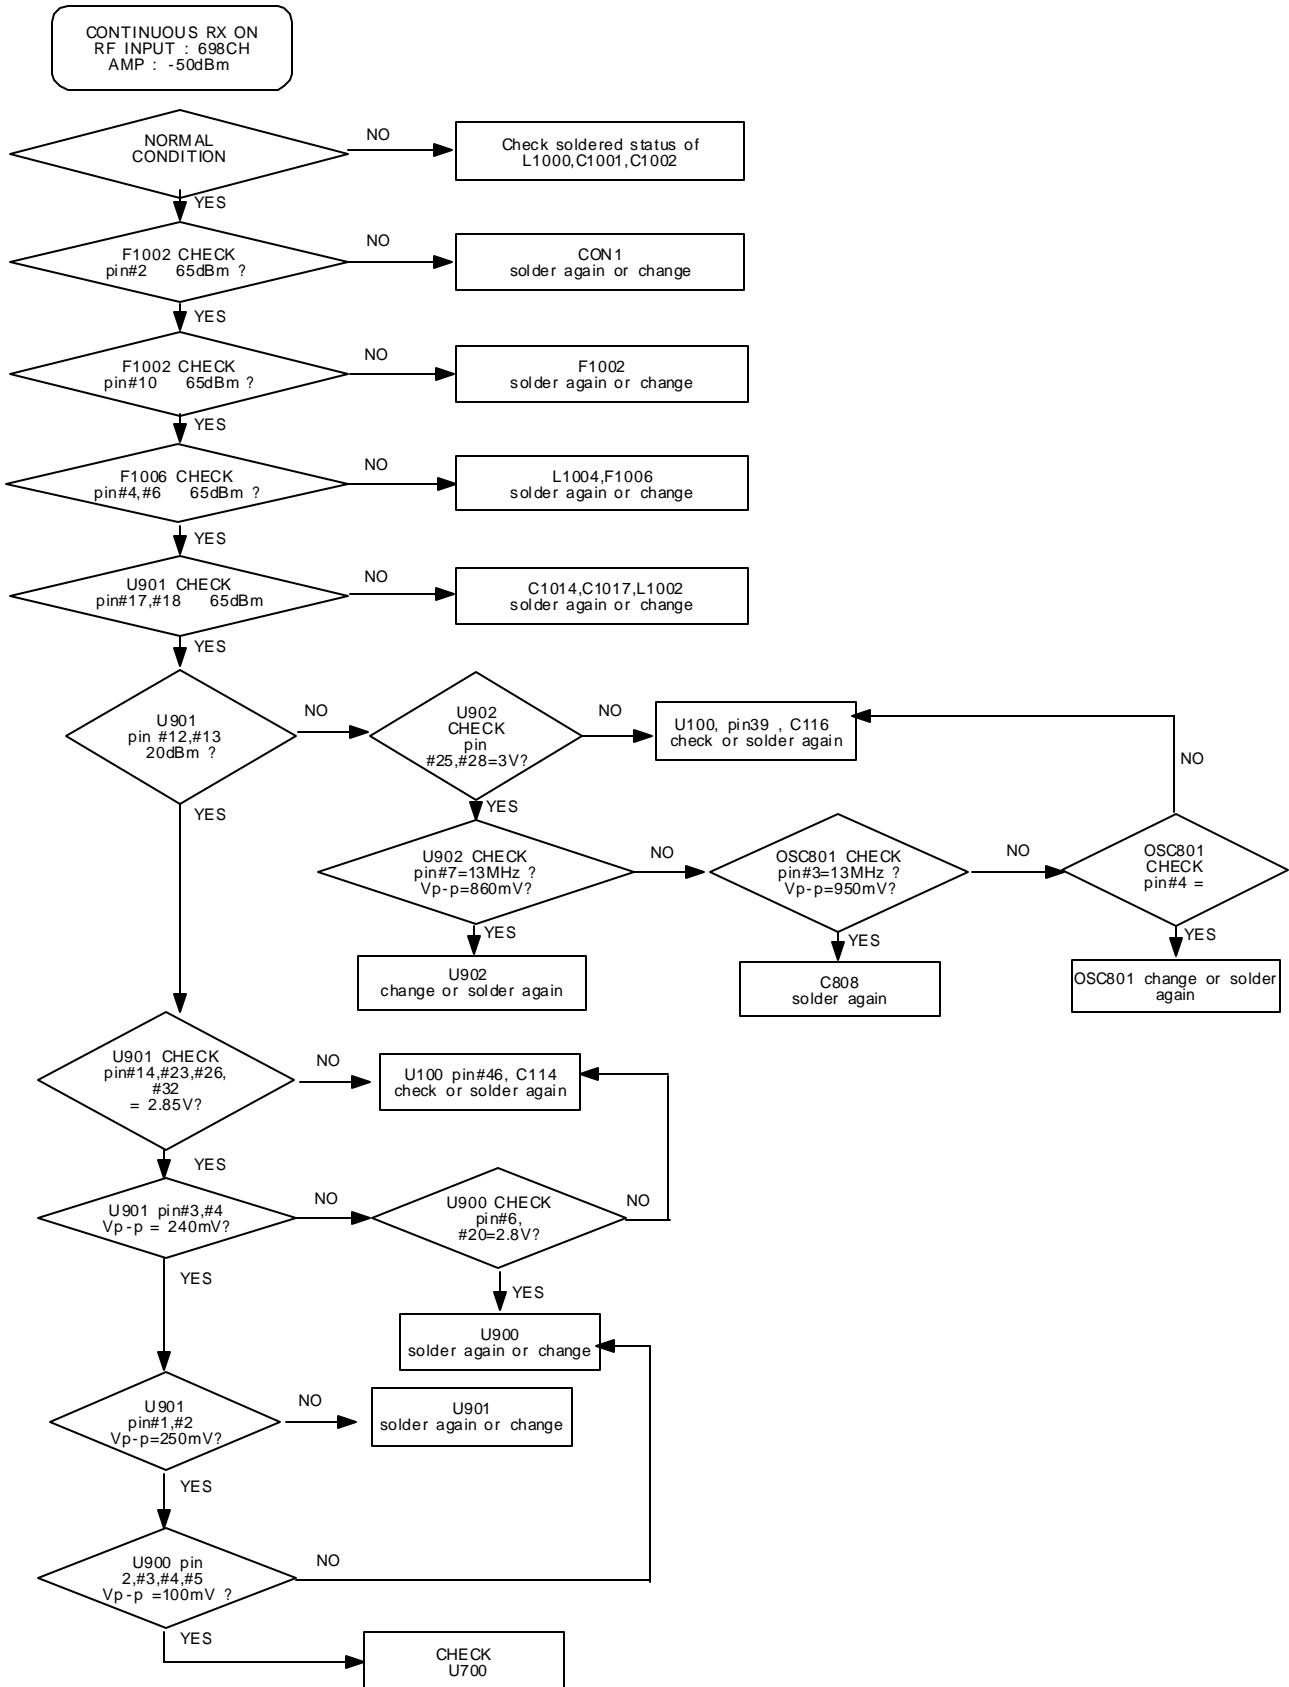 CONTINUOUS RX ON
RF INPUT : 698CH
AMP : -50dBm
NORMAL
CONDITION
NO
Check soldered status of
L1000,C1001,C1002
YES
F1002 CHECK
pin#2 65dBm ?
NO
CON1
solder again or change
YES
F1002 CHECK
pin#10 65dBm ?
NO
F1002
solder again or change
YES
F1006 CHECK
pin#4,#6 65dBm ?
NO
L1004,F1006
solder again or change
YES
U901 CHECK
pin#17,#18 65dBm
NO
C1014,C1017,L1002
solder again or change
YES
U901
pin #12,#13
20dBm ?
NO
U902
CHECK
pin
#25,#28=3V?
NO
U100, pin39 , C116
check or solder again
NO
YES
YES
U902 CHECK
pin#7=13MHz ?
Vp-p=860mV?
NO
OSC801 CHECK
pin#3=13MHz ?
Vp-p=950mV?
NO
OSC801
CHECK
pin#4 =
YES
U902
change or solder again
YES
C808
solder again
YES
OSC801 change or solder
again
U901 CHECK
pin#14,#23,#26,
#32
= 2.85V?
NO
U100 pin#46, C114
check or solder again
YES
U901 pin#3,#4
Vp-p = 240mV?
NO
U900 CHECK
pin#6,
#20=2.8V?
NO
YES
YES
U900
solder again or change
U901
pin#1,#2
Vp-p=250mV?
NO
U901
solder again or change
YES
U900 pin
2,#3,#4,#5
Vp-p =100mV ?
NO
YES
CHECK
U700